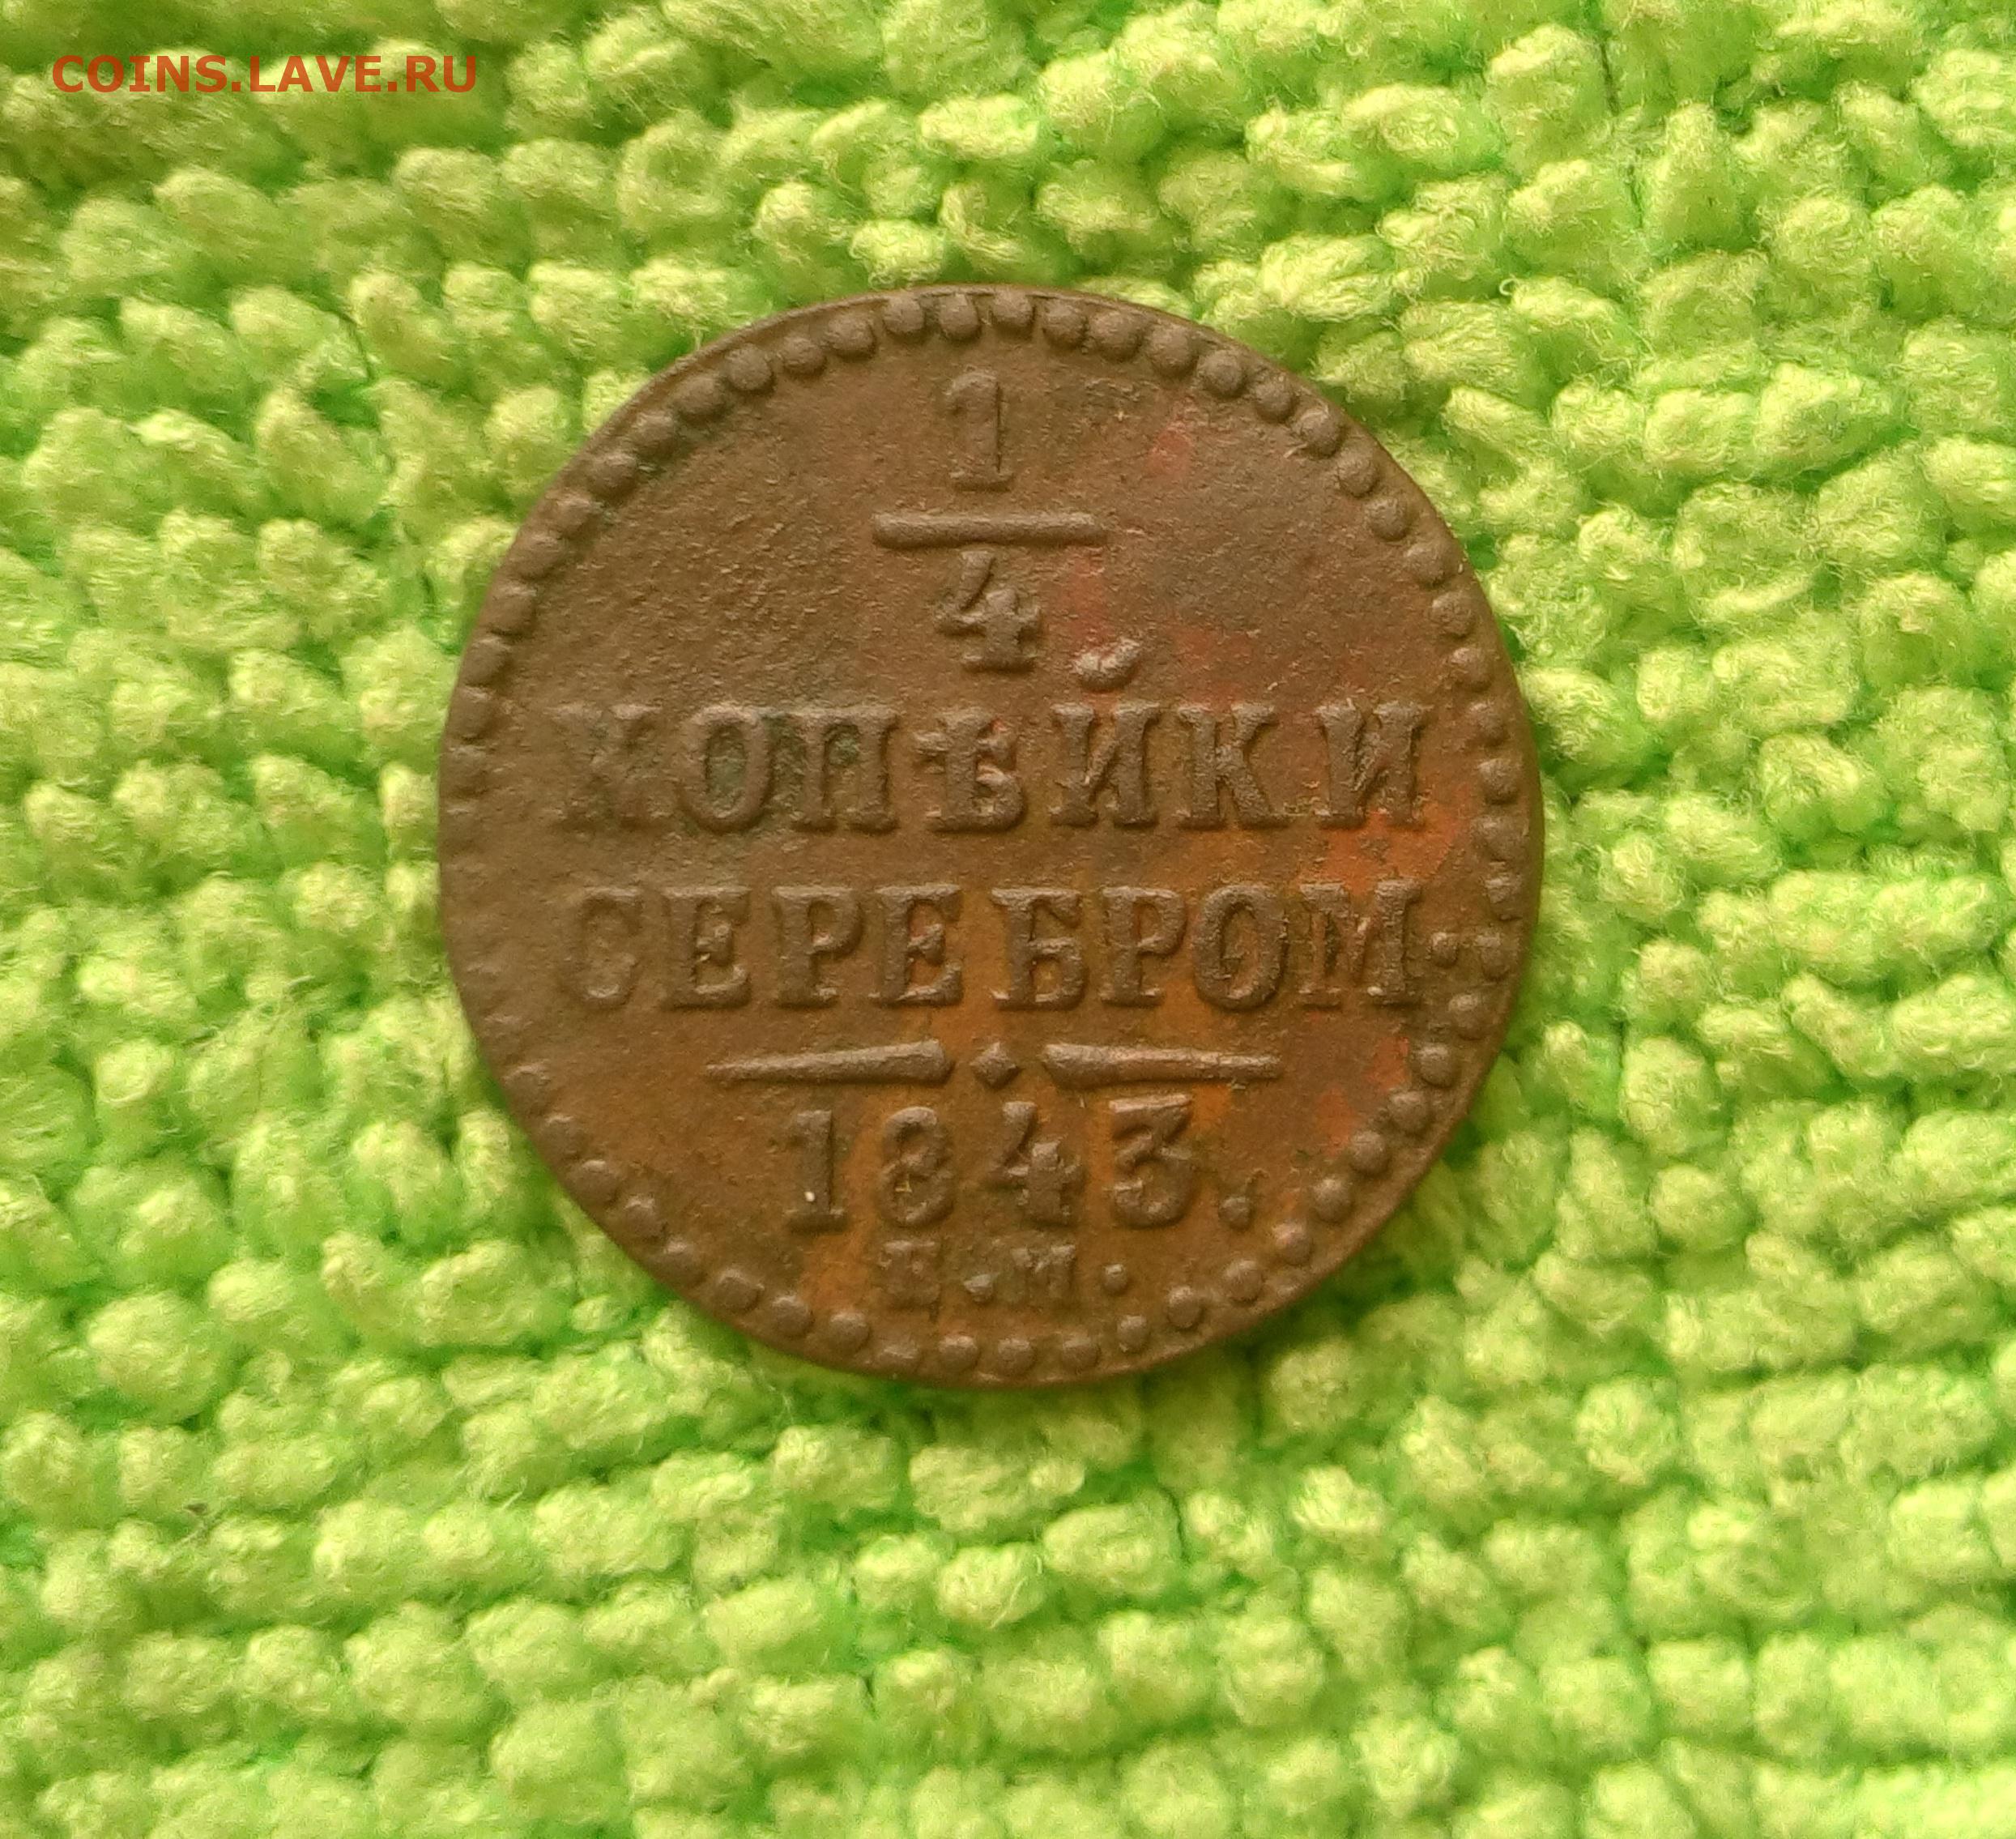 COINS.LAVE.RU
1
4
КОПѢЙКИ
СЕРЕБРОМ.
1843.
Е.М.